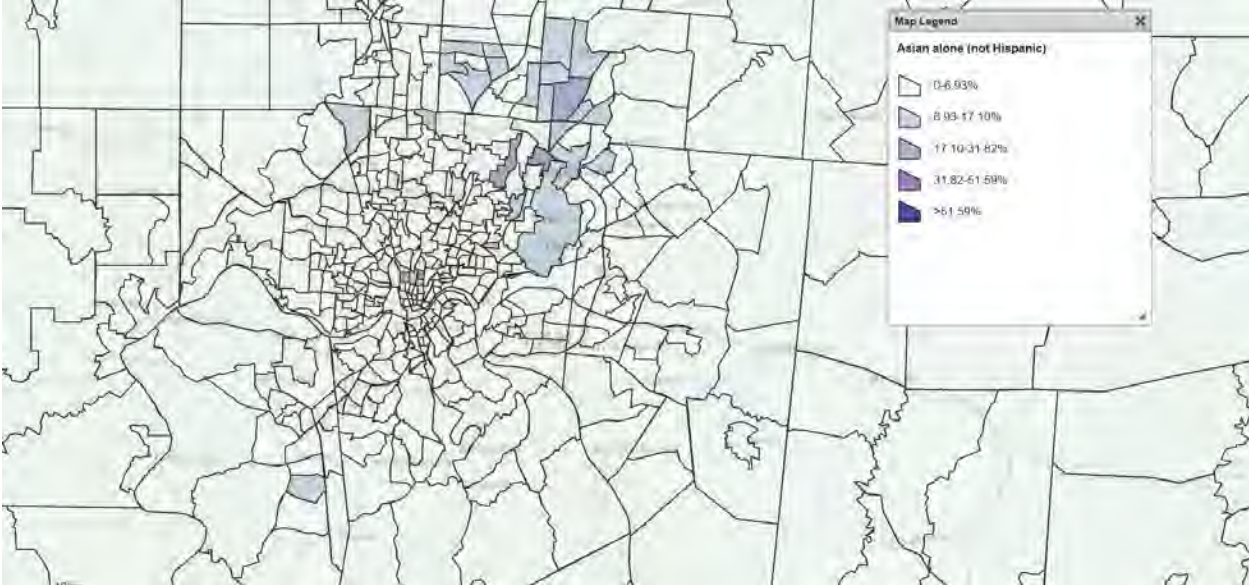 Map Legend
Asian alone (not Hispanic)
0-6.93%
6.93-17.10%
17.10-31.82%
31.82-51.59%
>51.59%